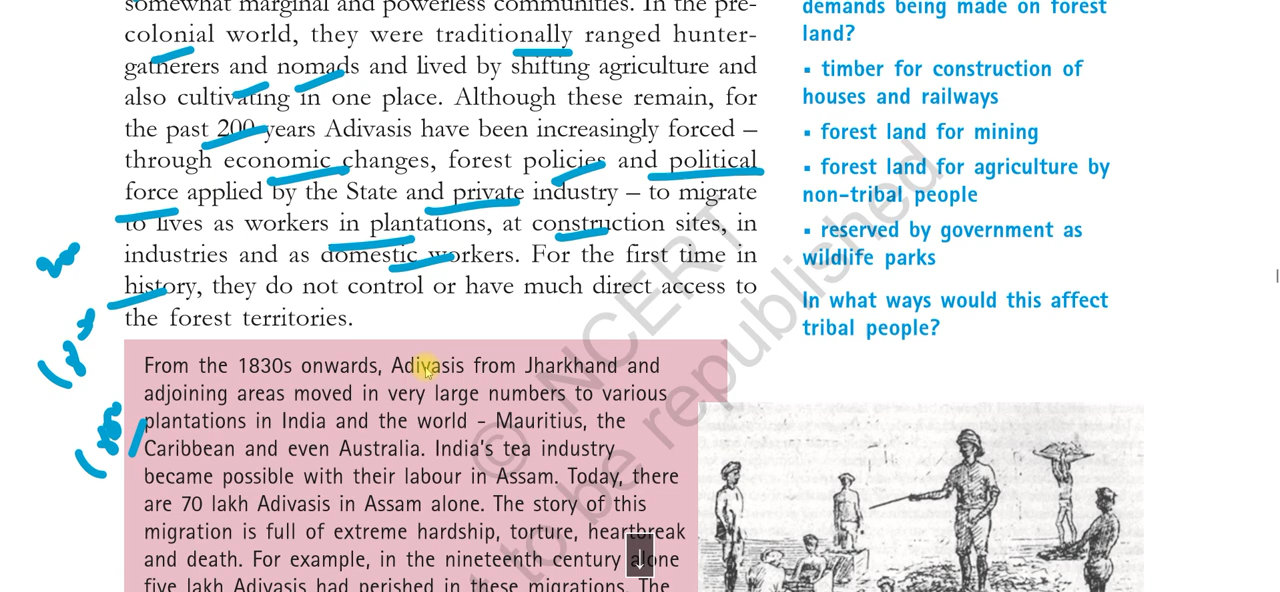 somewhat marginal and powerless communities. In the pre-
colonial world, they were traditionally ranged hunter-
gatherers and nomads and lived by shifting agriculture and
also cultivating in one place. Although these remain, for
the past 200 years Adivasis have been increasingly forced –
through economic changes, forest policies and political
force applied by the State and private industry – to migrate
to lives as workers in plantations, at construction sites, in
industries and as domestic workers. For the first time in
history, they do not control or have much direct access to
the forest territories.
From the 1830s onwards, Adivasis from Jharkhand and
adjoining areas moved in very large numbers to various
plantations in India and the world - Mauritius, the
Caribbean and even Australia. India's tea industry
became possible with their labour in Assam. Today, there
are 70 lakh Adivasis in Assam alone. The story of this
migration is full of extreme hardship, torture, heartbreak
and death. For example, in the nineteenth century alone
five lakh Adivasis had perished in these migrations. The
demands being made on forest
land?
▪ timber for construction of
houses and railways
▪ forest land for mining
▪ forest land for agriculture by
non-tribal people
▪ reserved by government as
wildlife parks
In what ways would this affect
tribal people?
© NCERT
to be republished